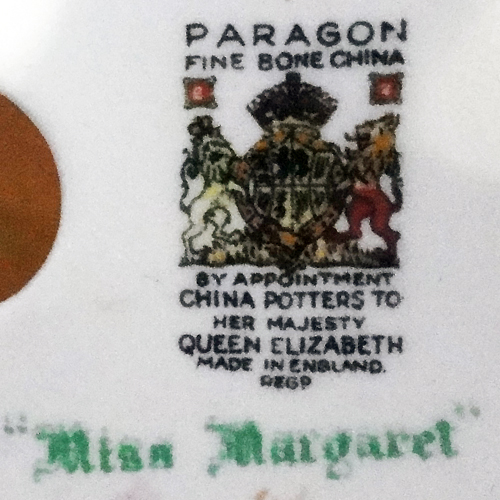 PARAGON
FINE BONE CHINA
BY APPOINTMENT
CHINA POTTERS TO
HER MAJESTY
QUEEN ELIZABETH
MADE IN ENGLAND.
REGD
"Miss Margaret"